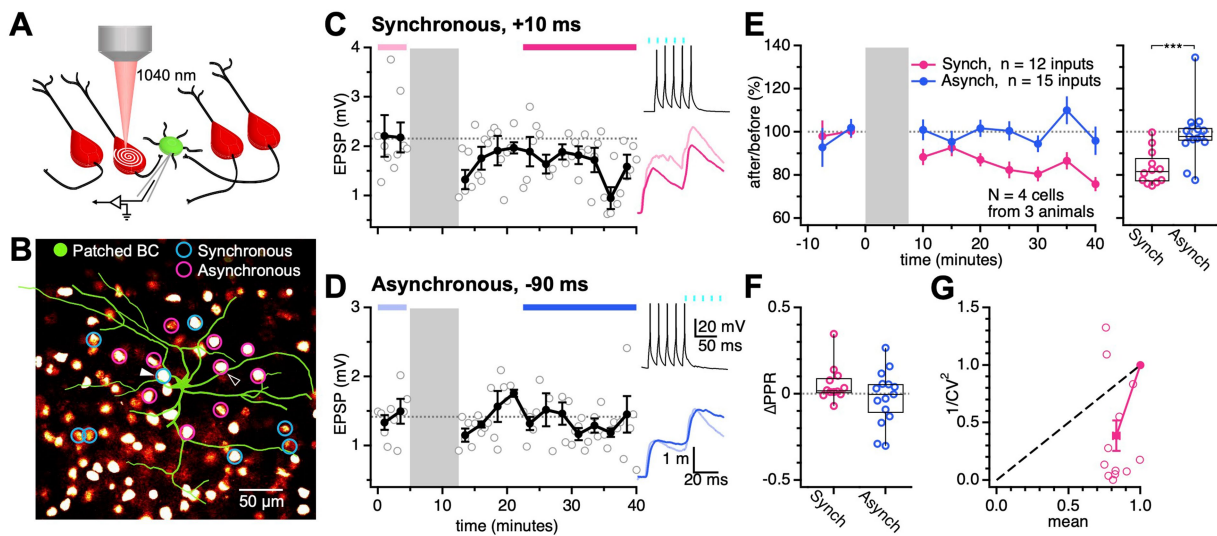 A
1040 nm
B
Patched BC
Synchronous
Asynchronous
50 µm
C
Synchronous, +10 ms
EPSP (mV)
4
3
2
1
D
Asynchronous, -90 ms
20 mV
50 ms
EPSP (mV)
3
2
1
0
10
20
30
40
time (minutes)
1 m
20 ms
E
after/before (%)
140
120
100
80
60
Synch, n = 12 inputs
Asynch, n = 15 inputs
N = 4 cells
from 3 animals
-10
0
10
20
30
40
time (minutes)
***
Synch
Asynch
F
ΔPPR
0.5
0
-0.5
Synch
Asynch
G
1/CV²
1.5
1.0
0.5
0.0
0.0
0.5
1.0
mean